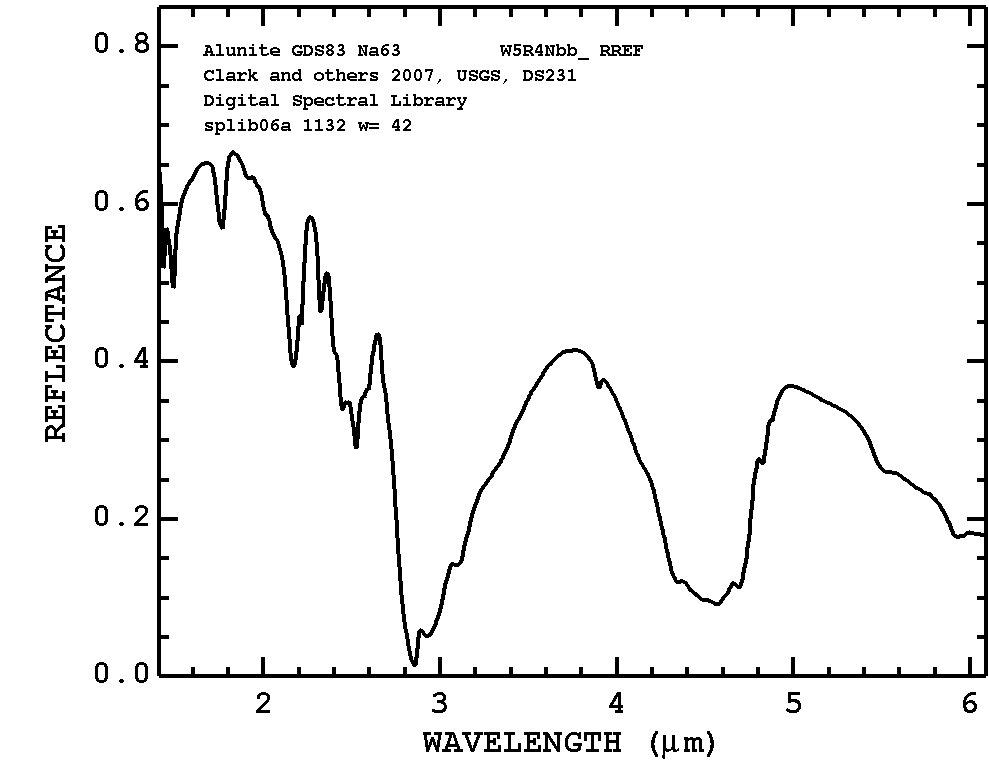 Alunite GDS83 Na63 W5R4Nbb_ RREF
Clark and others 2007, USGS, DS231
Digital Spectral Library
splib06a 1132 w= 42
0.8
0.6
0.4
0.2
0.0
REFLECTANCE
2 3 4 5 6
WAVELENGTH (μm)